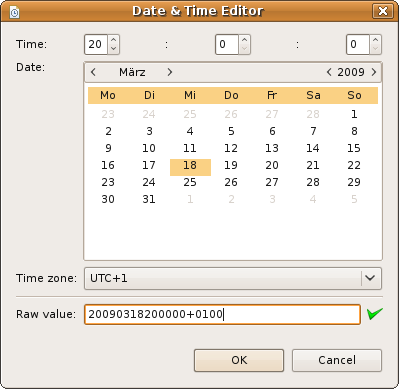 Date & Time Editor
Time: 20 : 0 : 0
Date: März 2009
Mo Di Mi Do Fr Sa So
23 24 25 26 27 28 1
2 3 4 5 6 7 8
9 10 11 12 13 14 15
16 17 18 19 20 21 22
23 24 25 26 27 28 29
30 31 1 2 3 4 5
Time zone: UTC+1
Raw value: 20090318200000+0100
OK Cancel